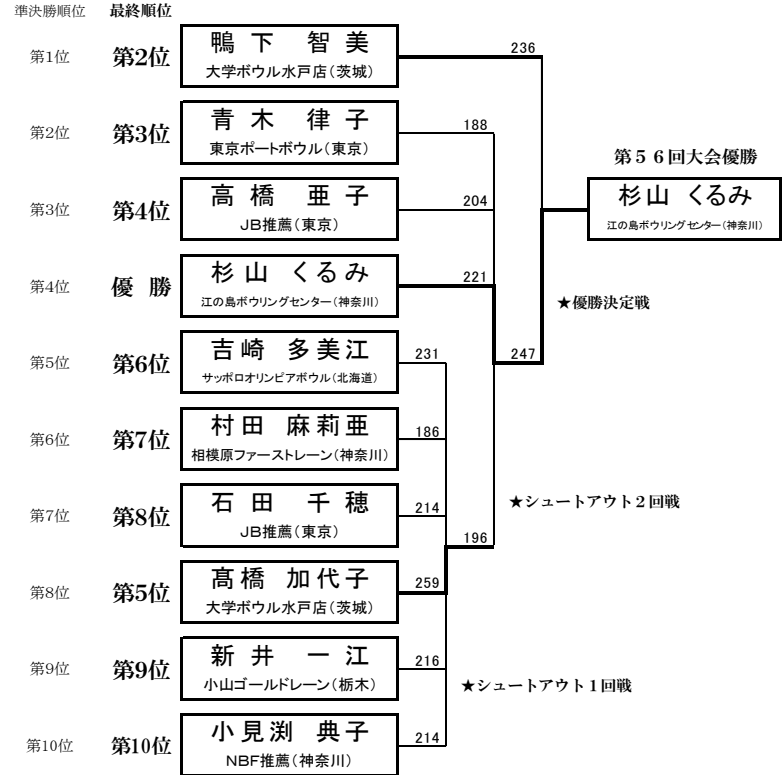 準決勝順位 最終順位
第1位 第2位 鴨下 智美 236
大学ボウル水戸店（茨城）
第2位 第3位 青木 律子 188
東京ポートボウル（東京）
第５６回大会優勝
第3位 第4位 高橋 亜子 204
JB推薦（東京）
杉山 くるみ
江の島ボウリングセンター（神奈川）
第4位 優勝 杉山 くるみ 221
江の島ボウリングセンター（神奈川）
★優勝決定戦
247
第5位 第6位 吉崎 多美江 231
サッポロオリンピアボウル（北海道）
第6位 第7位 村田 麻莉亜 186
相模原ファーストレーン（神奈川）
★シュートアウト２回戦
第7位 第8位 石田 千穂 214
JB推薦（東京）
196
第8位 第5位 髙橋 加代子 259
大学ボウル水戸店（茨城）
第9位 第9位 新井 一江 216
小山ゴールドレーン（栃木）
★シュートアウト１回戦
第10位 第10位 小見渕 典子 214
NBF推薦（神奈川）